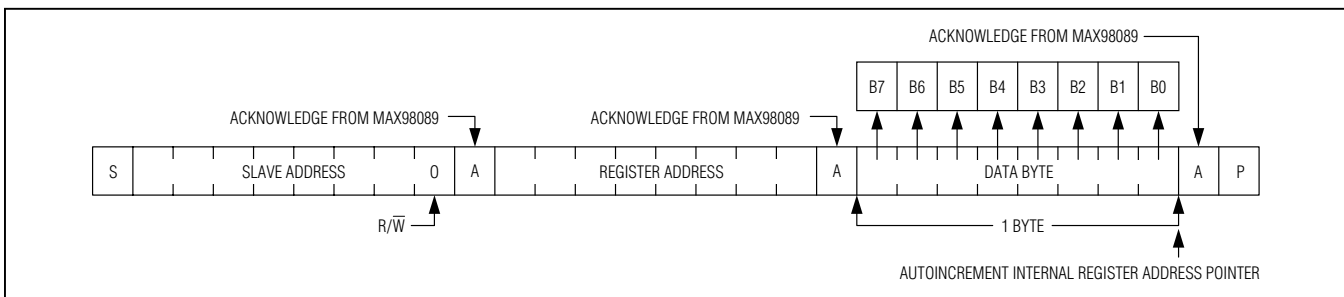 ACKNOWLEDGE FROM MAX98089
B7 B6 B5 B4 B3 B2 B1 B0
ACKNOWLEDGE FROM MAX98089 ACKNOWLEDGE FROM MAX98089
S SLAVE ADDRESS 0 A REGISTER ADDRESS A DATA BYTE A P
R/W̅ 1 BYTE
AUTOINCREMENT INTERNAL REGISTER ADDRESS POINTER